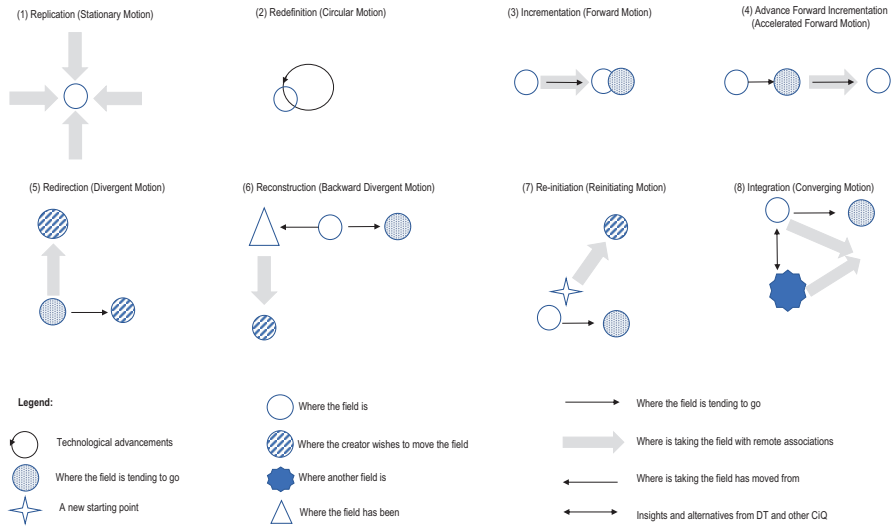 (1) Replication (Stationary Motion)
(2) Redefinition (Circular Motion)
(3) Incrementation (Forward Motion)
(4) Advance Forward Incrementation
(Accelerated Forward Motion)
(5) Redirection (Divergent Motion)
(6) Reconstruction (Backward Divergent Motion)
(7) Re-initiation (Reinitiating Motion)
(8) Integration (Converging Motion)
Legend:
Technological advancements
Where the field is tending to go
A new starting point
Where the field is
Where the creator wishes to move the field
Where another field is
Where the field has been
Where the field is tending to go
Where is taking the field with remote associations
Where is taking the field has moved from
Insights and alternatives from DT and other CiQ